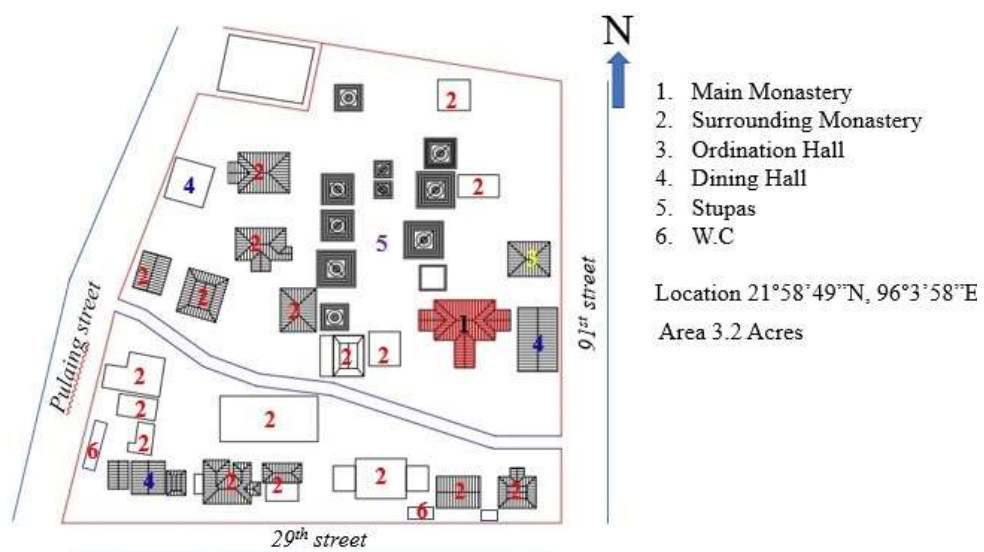 N
2
2
4
2
2
5
3
2
2
2
1
4
2
2
2
2
2
2
6
4
2
2
2
2
2
6
Pulaing street
91st street
29th street
1. Main Monastery
2. Surrounding Monastery
3. Ordination Hall
4. Dining Hall
5. Stupas
6. W.C
Location 21°58'49”N, 96°3'58”E
Area 3.2 Acres